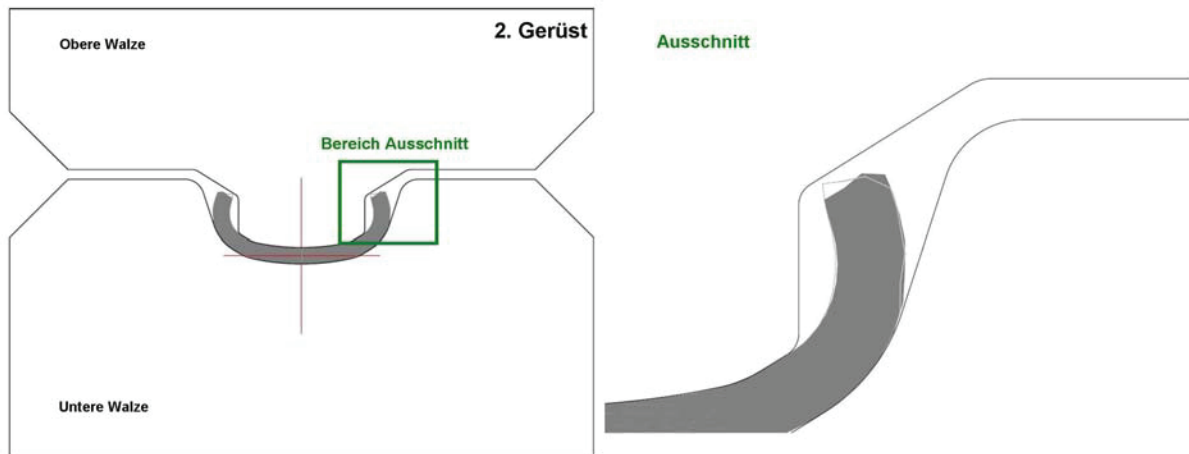 2. Gerüst
Obere Walze
Bereich Ausschnitt
Untere Walze
Ausschnitt